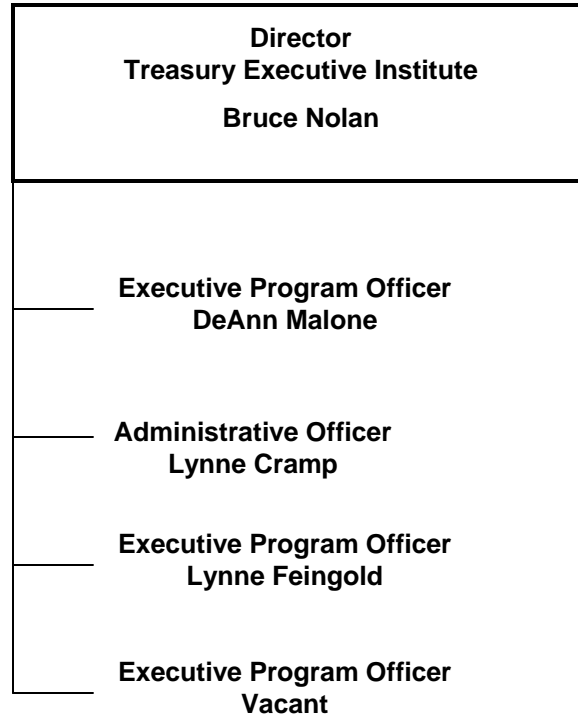 Director
Treasury Executive Institute
Bruce Nolan
Executive Program Officer
DeAnn Malone
Administrative Officer
Lynne Cramp
Executive Program Officer
Lynne Feingold
Executive Program Officer
Vacant